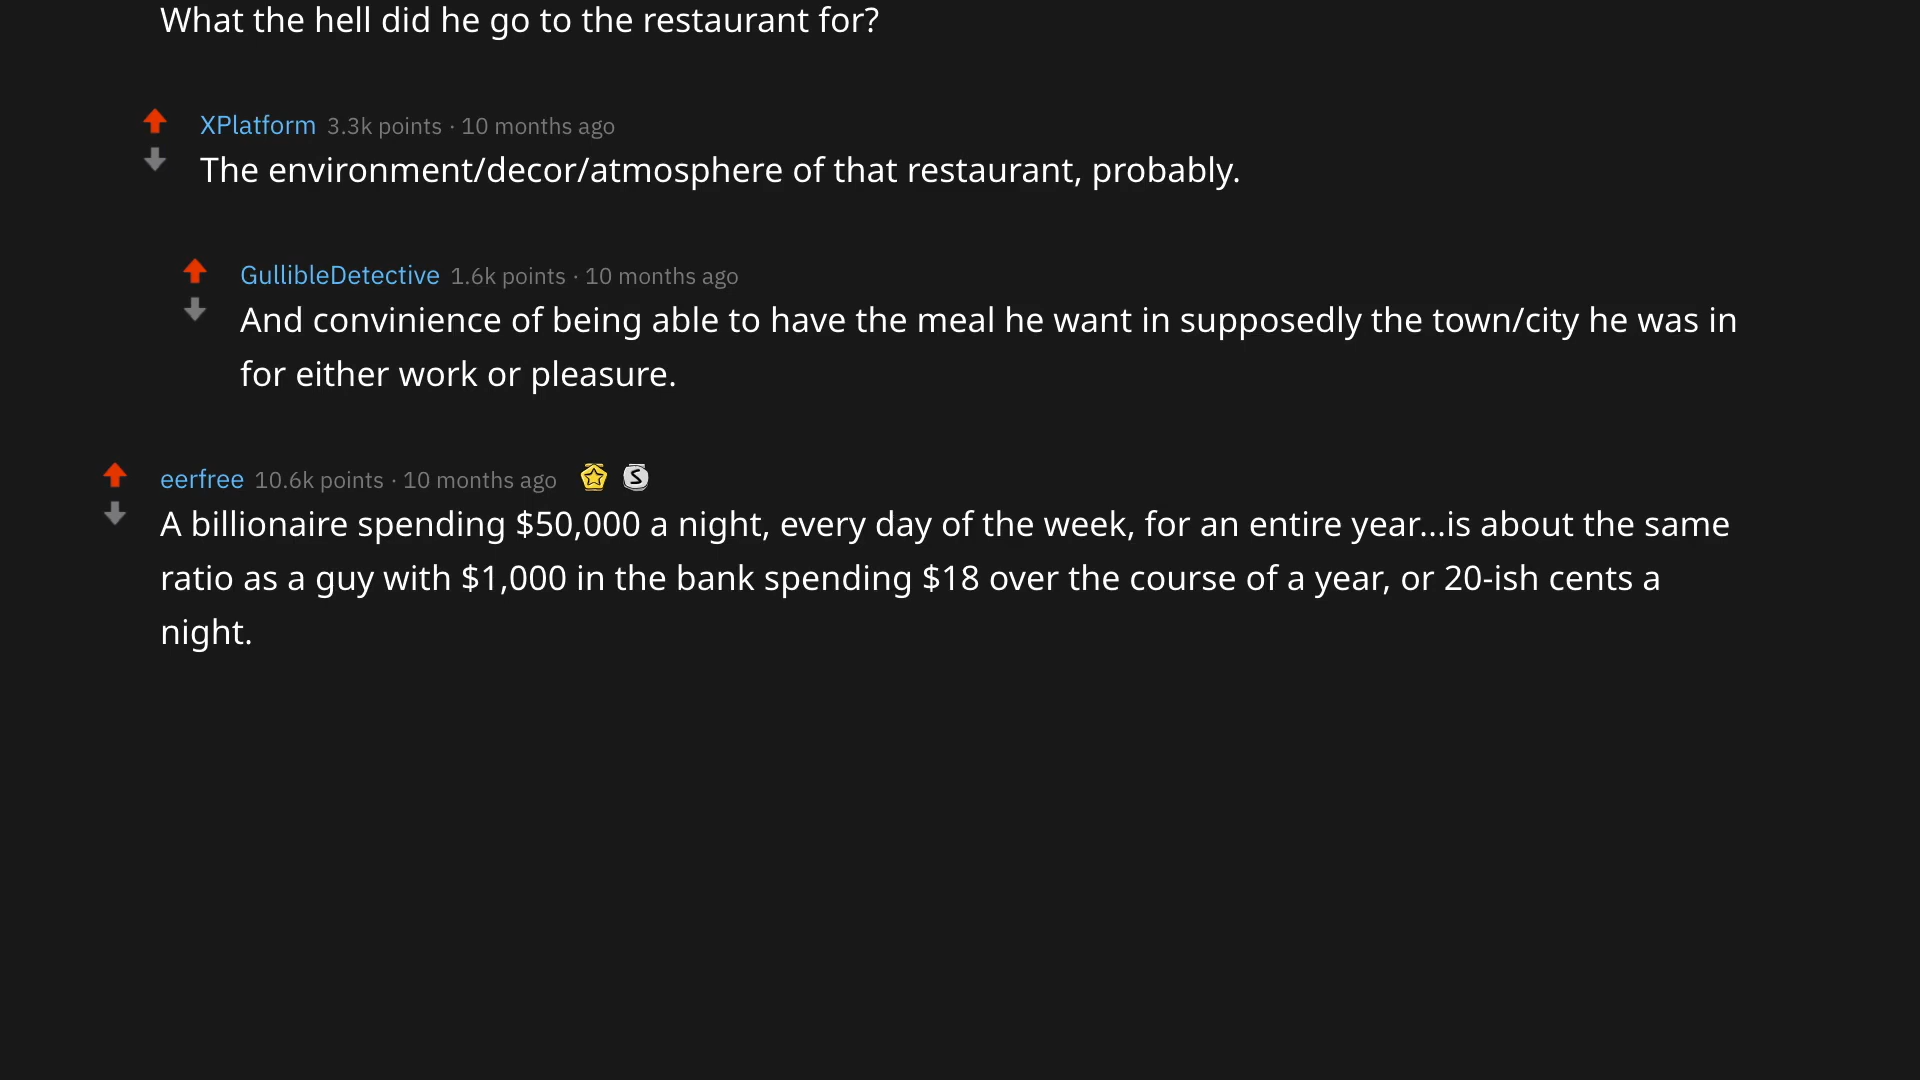 What the hell did he go to the restaurant for?
XPlatform 3.3k points · 10 months ago
The environment/decor/atmosphere of that restaurant, probably.
GullibleDetective 1.6k points · 10 months ago
And convinience of being able to have the meal he want in supposedly the town/city he was in
for either work or pleasure.
eerfree 10.6k points · 10 months ago S
A billionaire spending $50,000 a night, every day of the week, for an entire year...is about the same
ratio as a guy with $1,000 in the bank spending $18 over the course of a year, or 20-ish cents a
night.